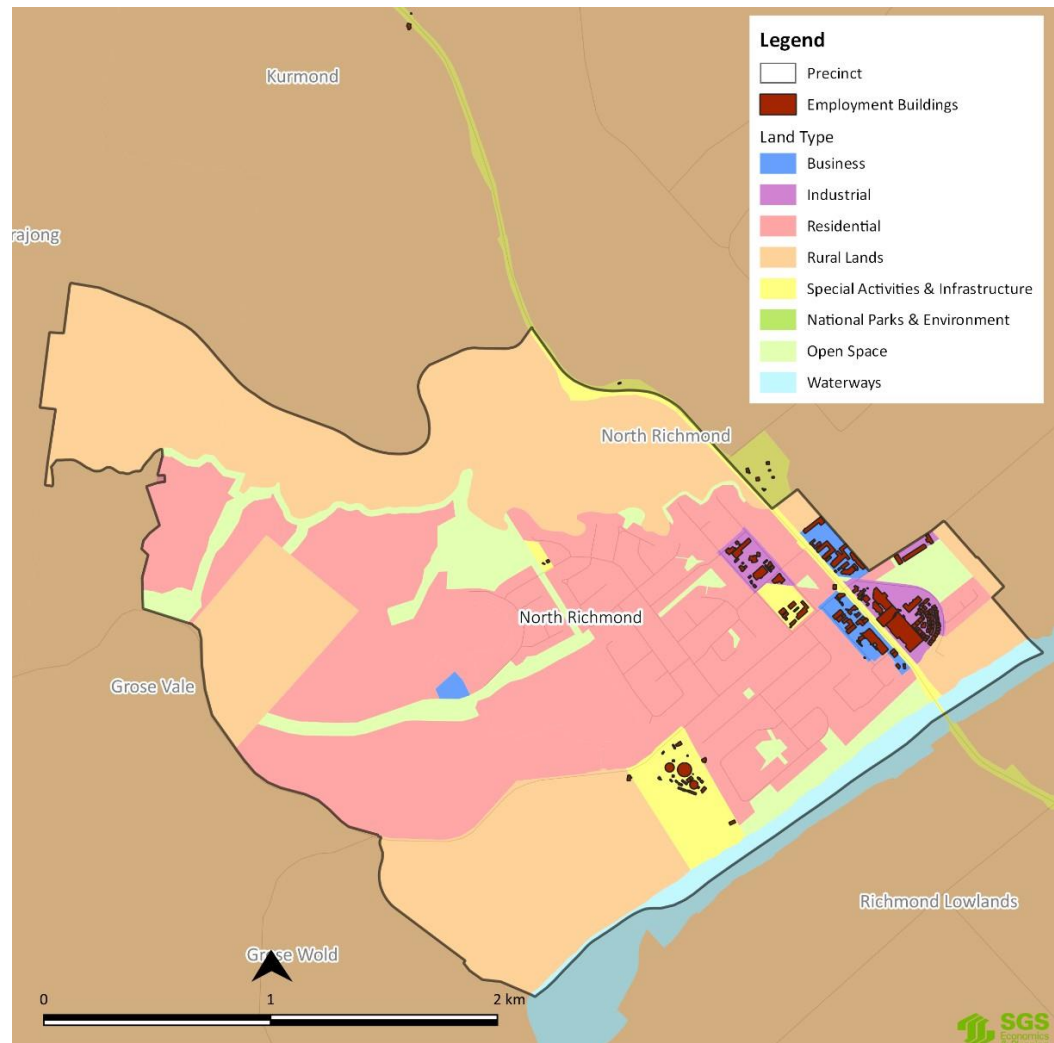 Legend
Precinct
Employment Buildings
Land Type
Business
Industrial
Residential
Rural Lands
Special Activities & Infrastructure
National Parks & Environment
Open Space
Waterways
Kurmond
rajong
North Richmond
North Richmond
Grose Vale
Richmond Lowlands
Grose Wold
0
1
2 km
SGS
Economics